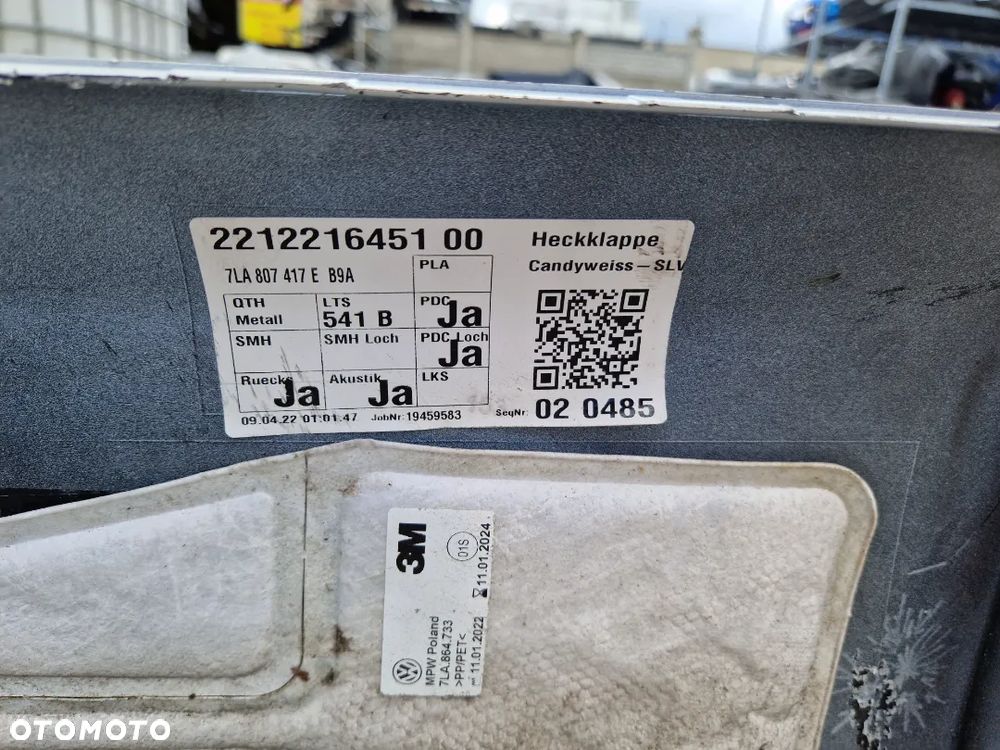 2212216451 00
Heckklappe
7LA 807 417 E B9A
PLA
Candyweiss – SLV
QTH
Metall
LTS
541 B
PDC
Ja
SMH
SMH Loch
PDC Loch
Ja
Ruecks
Ja
Akustik
Ja
LKS
09.04.22 01:01:47
JobNr: 19459583
SeqNr:
02 0485
3M
01S
11.01.2024
MPW Poland
7LA.864.733
>PP/PET<
11.01.2022
OTOMOTO